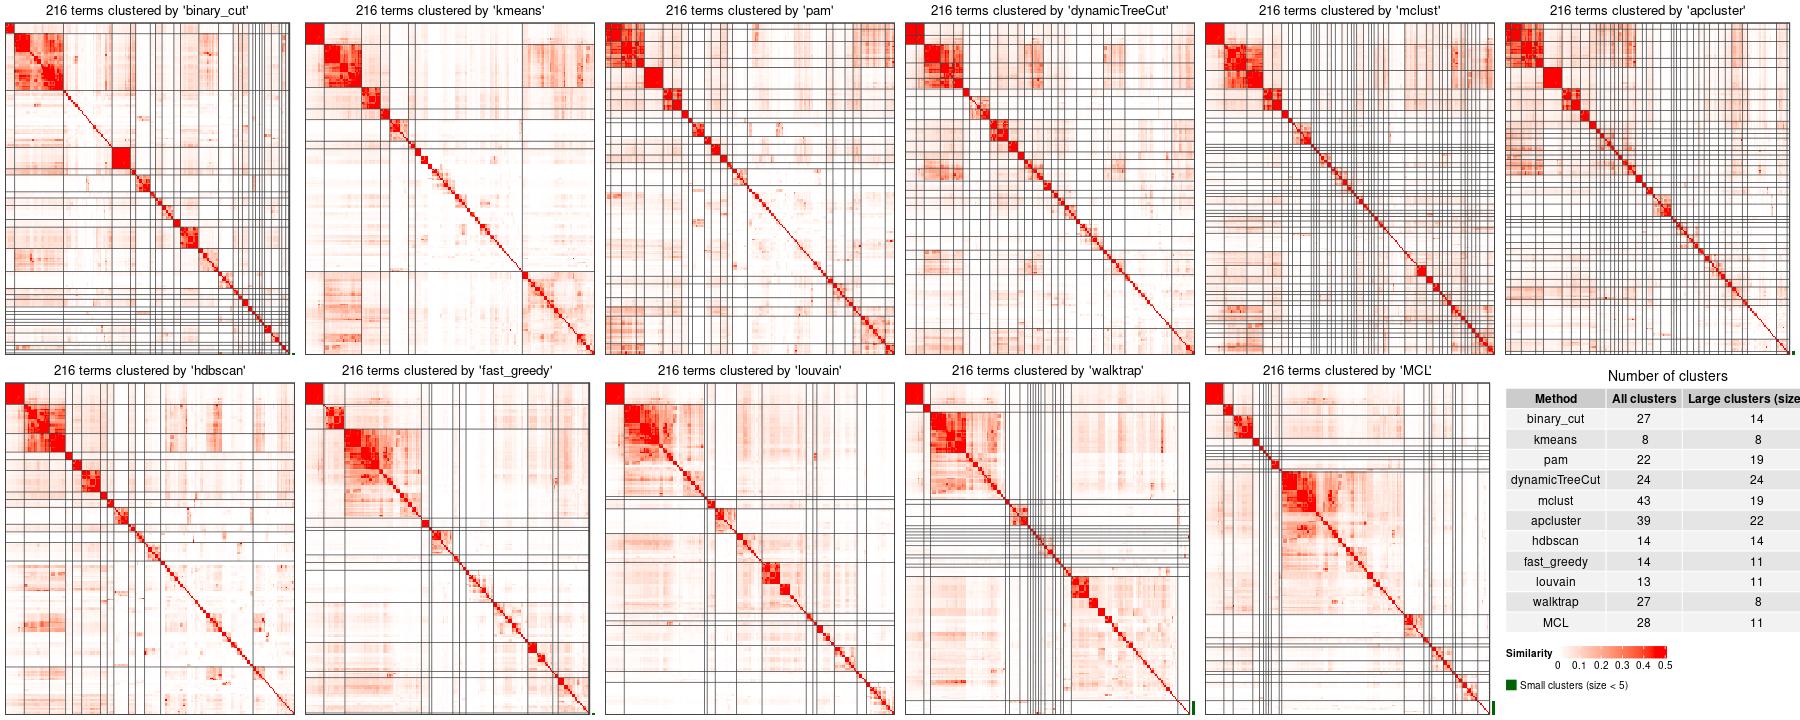 216 terms clustered by 'binary_cut'
216 terms clustered by 'kmeans'
216 terms clustered by 'pam'
216 terms clustered by 'dynamicTreeCut'
216 terms clustered by 'mclust'
216 terms clustered by 'apcluster'
216 terms clustered by 'hdbscan'
216 terms clustered by 'fast_greedy'
216 terms clustered by 'louvain'
216 terms clustered by 'walktrap'
216 terms clustered by 'MCL'
Number of clusters
Method All clusters Large clusters (size
binary_cut 27 14
kmeans 8 8
pam 22 19
dynamicTreeCut 24 24
mclust 43 19
apcluster 39 22
hdbscan 14 14
fast_greedy 14 11
louvain 13 11
walktrap 27 8
MCL 28 11
Similarity
0 0.1 0.2 0.3 0.4 0.5
Small clusters (size < 5)